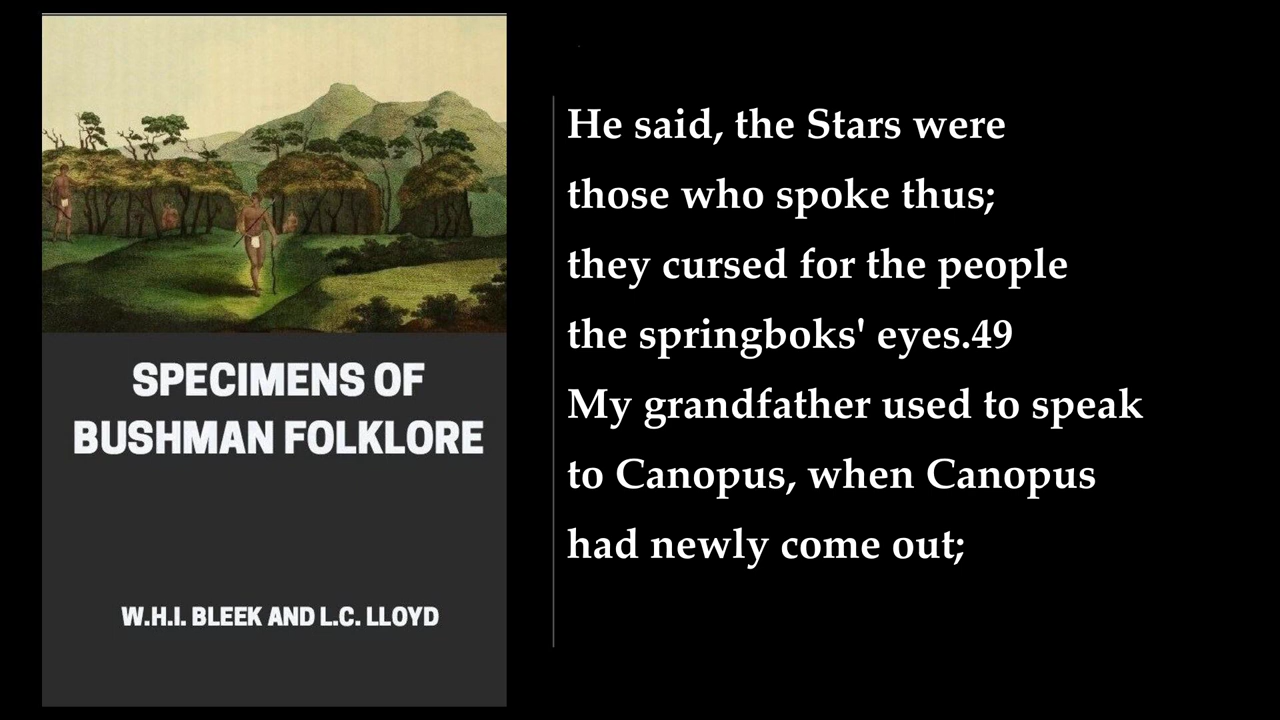 SPECIMENS OF
BUSHMAN FOLKLORE
W.H.I. BLEEK AND L.C. LLOYD
He said, the Stars were
those who spoke thus;
they cursed for the people
the springboks' eyes.49
My grandfather used to speak
to Canopus, when Canopus
had newly come out;